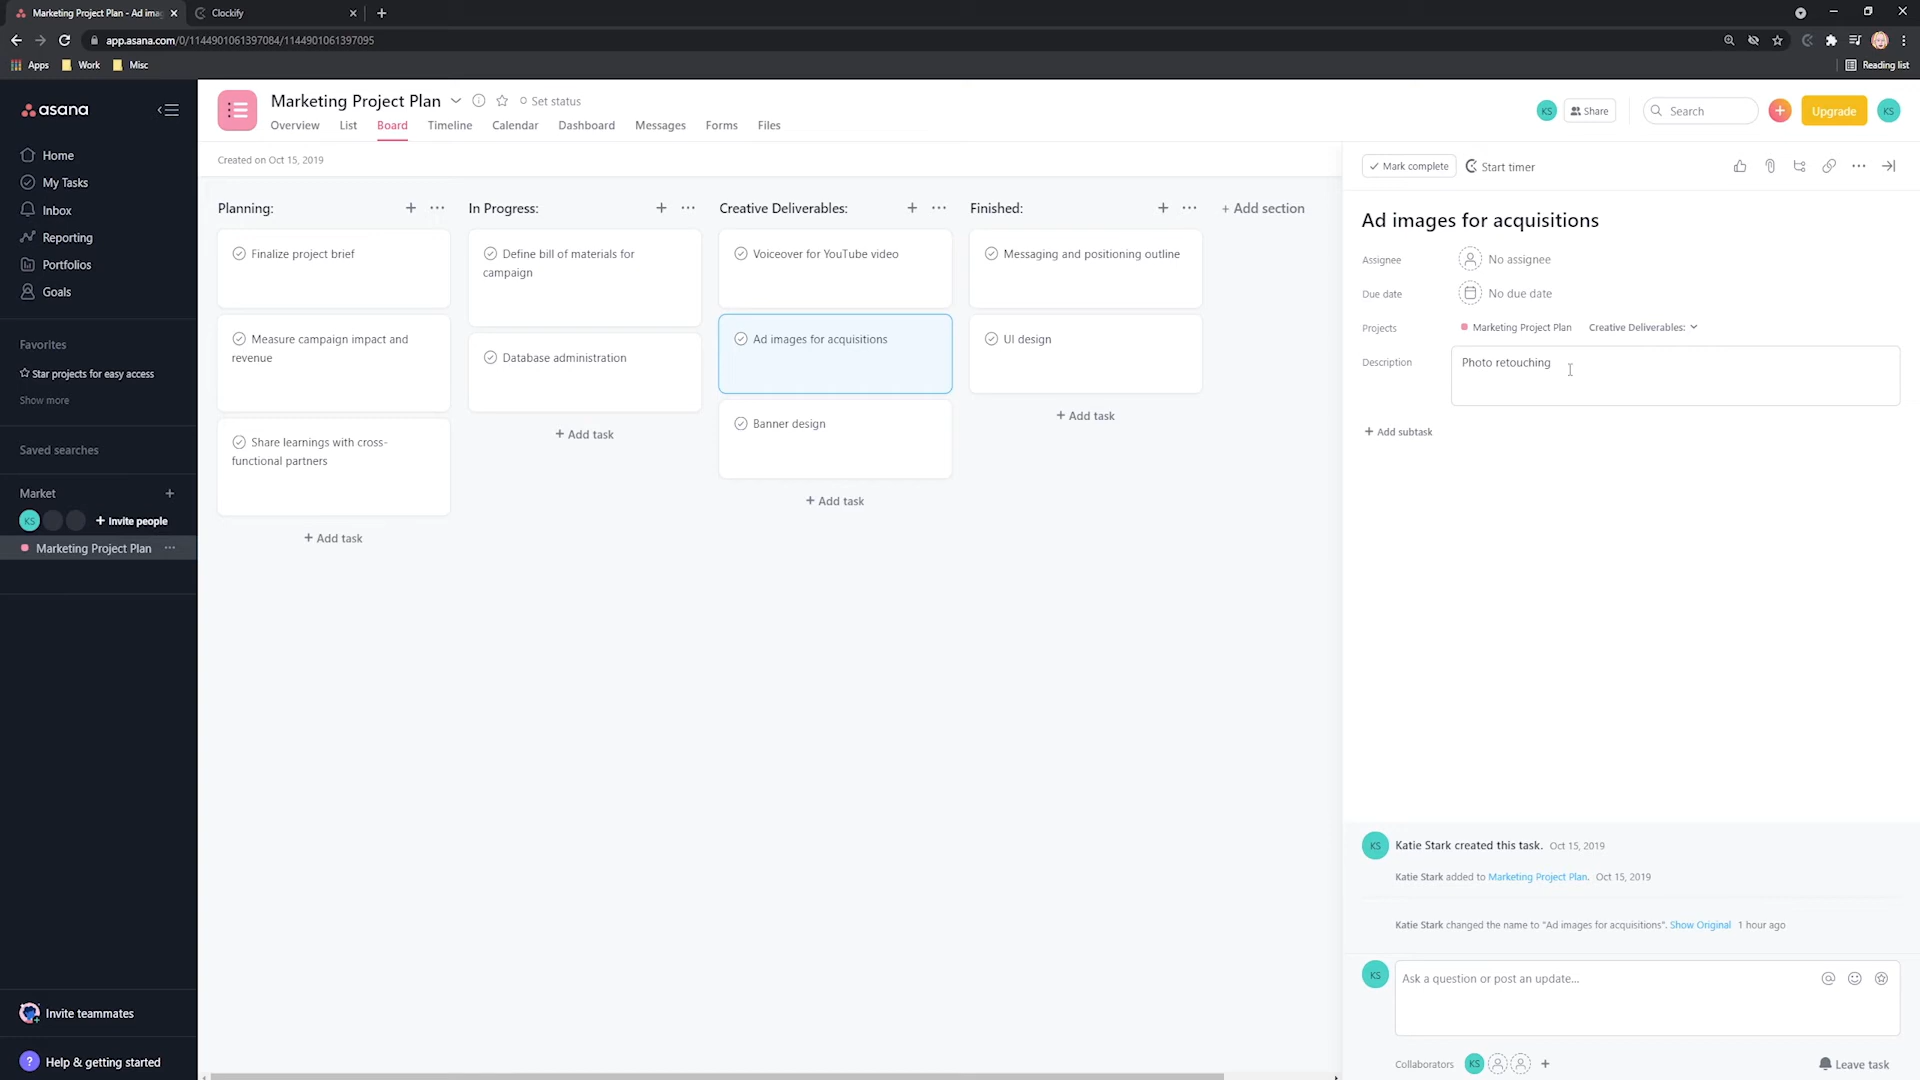 Marketing Project Plan - Ad ima
Clockify
app.asana.com/0/1144901061397084/1144901061397095
Apps
Work
Misc
Reading list
asana
Home
My Tasks
Inbox
Reporting
Portfolios
Goals
Favorites
Star projects for easy access
Show more
Saved searches
Market
KS
+ Invite people
Marketing Project Plan
Invite teammates
? Help & getting started
Marketing Project Plan
Set status
Overview
List
Board
Timeline
Calendar
Dashboard
Messages
Forms
Files
KS
Share
Search
Upgrade
KS
Created on Oct 15, 2019
Planning:
Finalize project brief
Measure campaign impact and
revenue
Share learnings with cross-
functional partners
+ Add task
In Progress:
Define bill of materials for
campaign
Database administration
+ Add task
Creative Deliverables:
Voiceover for YouTube video
Ad images for acquisitions
Banner design
+ Add task
Finished:
Messaging and positioning outline
UI design
+ Add task
+ Add section
Mark complete
Start timer
Ad images for acquisitions
Assignee
No assignee
Due date
No due date
Projects
Marketing Project Plan
Creative Deliverables:
Description
Photo retouching
+ Add subtask
KS
Katie Stark created this task. Oct 15, 2019
Katie Stark added to Marketing Project Plan. Oct 15, 2019
Katie Stark changed the name to "Ad images for acquisitions". Show Original 1 hour ago
KS
Ask a question or post an update...
Collaborators
KS
Leave task